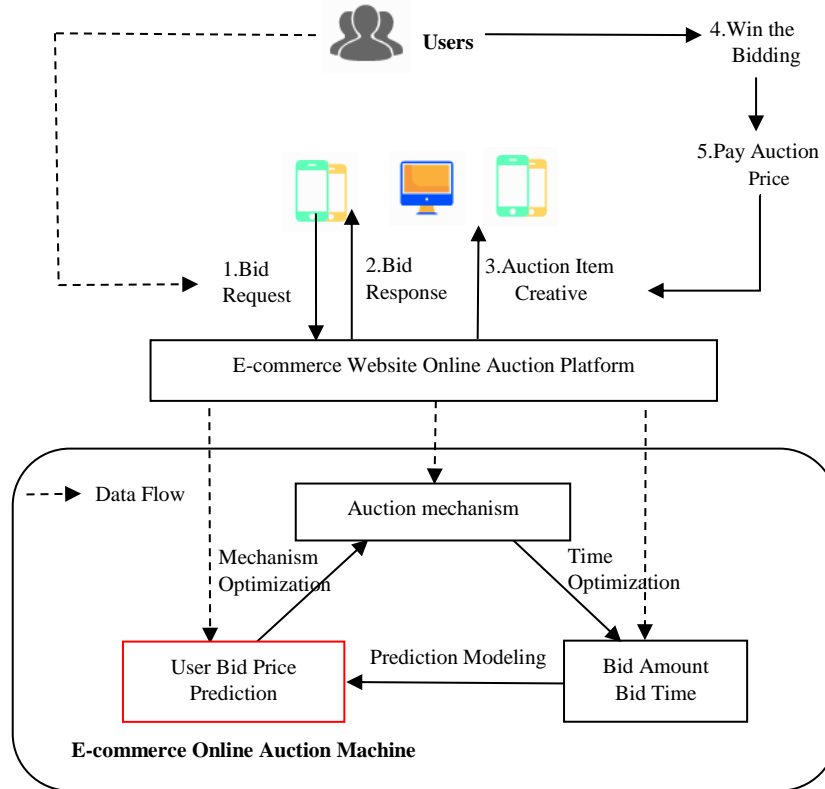 Users
4.Win the
Bidding
5.Pay Auction
Price
1.Bid
Request
2.Bid
Response
3.Auction Item
Creative
E-commerce Website Online Auction Platform
Data Flow
Auction mechanism
Mechanism
Optimization
Time
Optimization
User Bid Price
Prediction
Prediction Modeling
Bid Amount
Bid Time
E-commerce Online Auction Machine